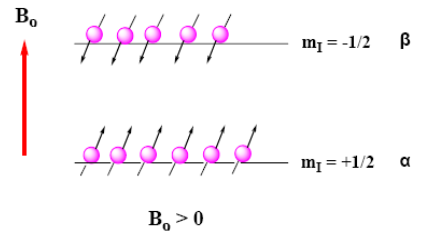 Bo
mI = -1/2 β
mI = +1/2 α
Bo > 0